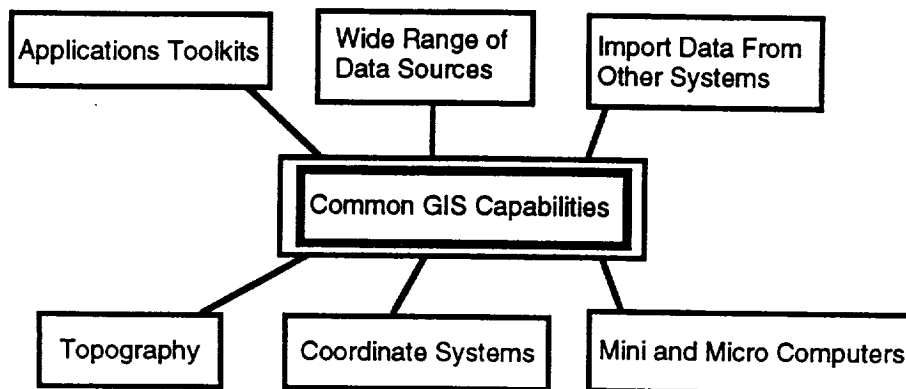 Applications Toolkits
Wide Range of
Data Sources
Import Data From
Other Systems
Common GIS Capabilities
Topography
Coordinate Systems
Mini and Micro Computers